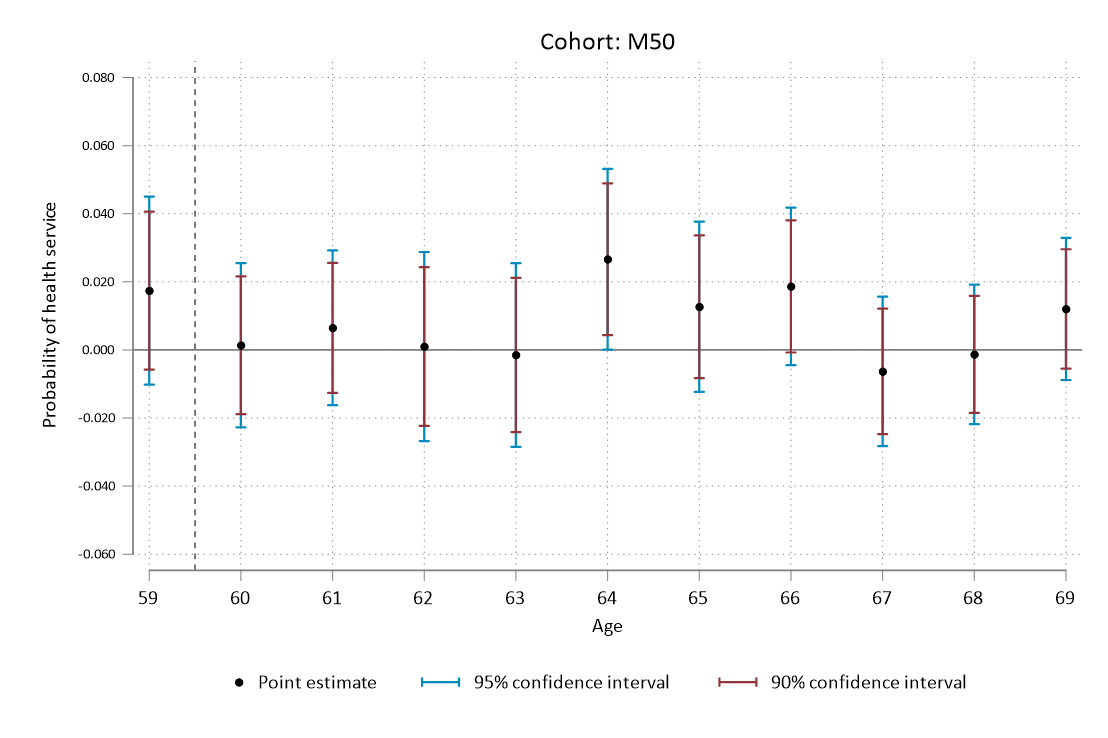 Cohort: M50
0.080
0.060
0.040
0.020
0.000
-0.020
-0.040
-0.060
Probability of health service
59 60 61 62 63 64 65 66 67 68 69
Age
Point estimate 95% confidence interval 90% confidence interval